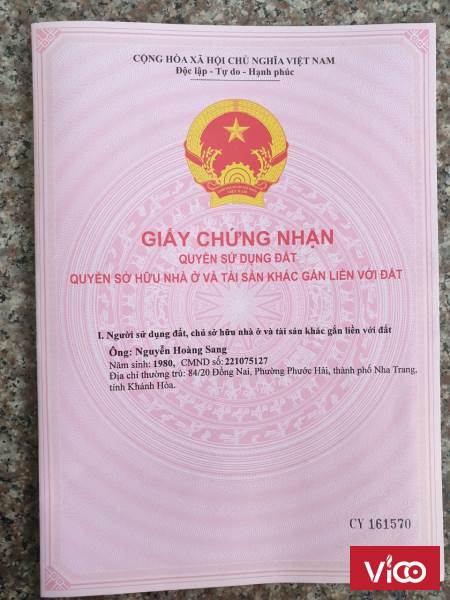 CỘNG HÒA XÃ HỘI CHỦ NGHĨA VIỆT NAM
Độc lập - Tự do - Hạnh phúc
VIỆT NAM
GIẤY CHỨNG NHẬN
QUYỀN SỬ DỤNG ĐẤT
QUYỀN SỞ HỮU NHÀ Ở VÀ TÀI SẢN KHÁC GẮN LIỀN VỚI ĐẤT
I. Người sử dụng đất, chủ sở hữu nhà ở và tài sản khác gắn liền với đất
Ông: Nguyễn Hoàng Sang
Năm sinh: 1980, CMND số: 221075127
Địa chỉ thường trú: 84/20 Đồng Nai, Phường Phước Hải, thành phố Nha Trang,
tỉnh Khánh Hòa.
CY 161570
Vicoo